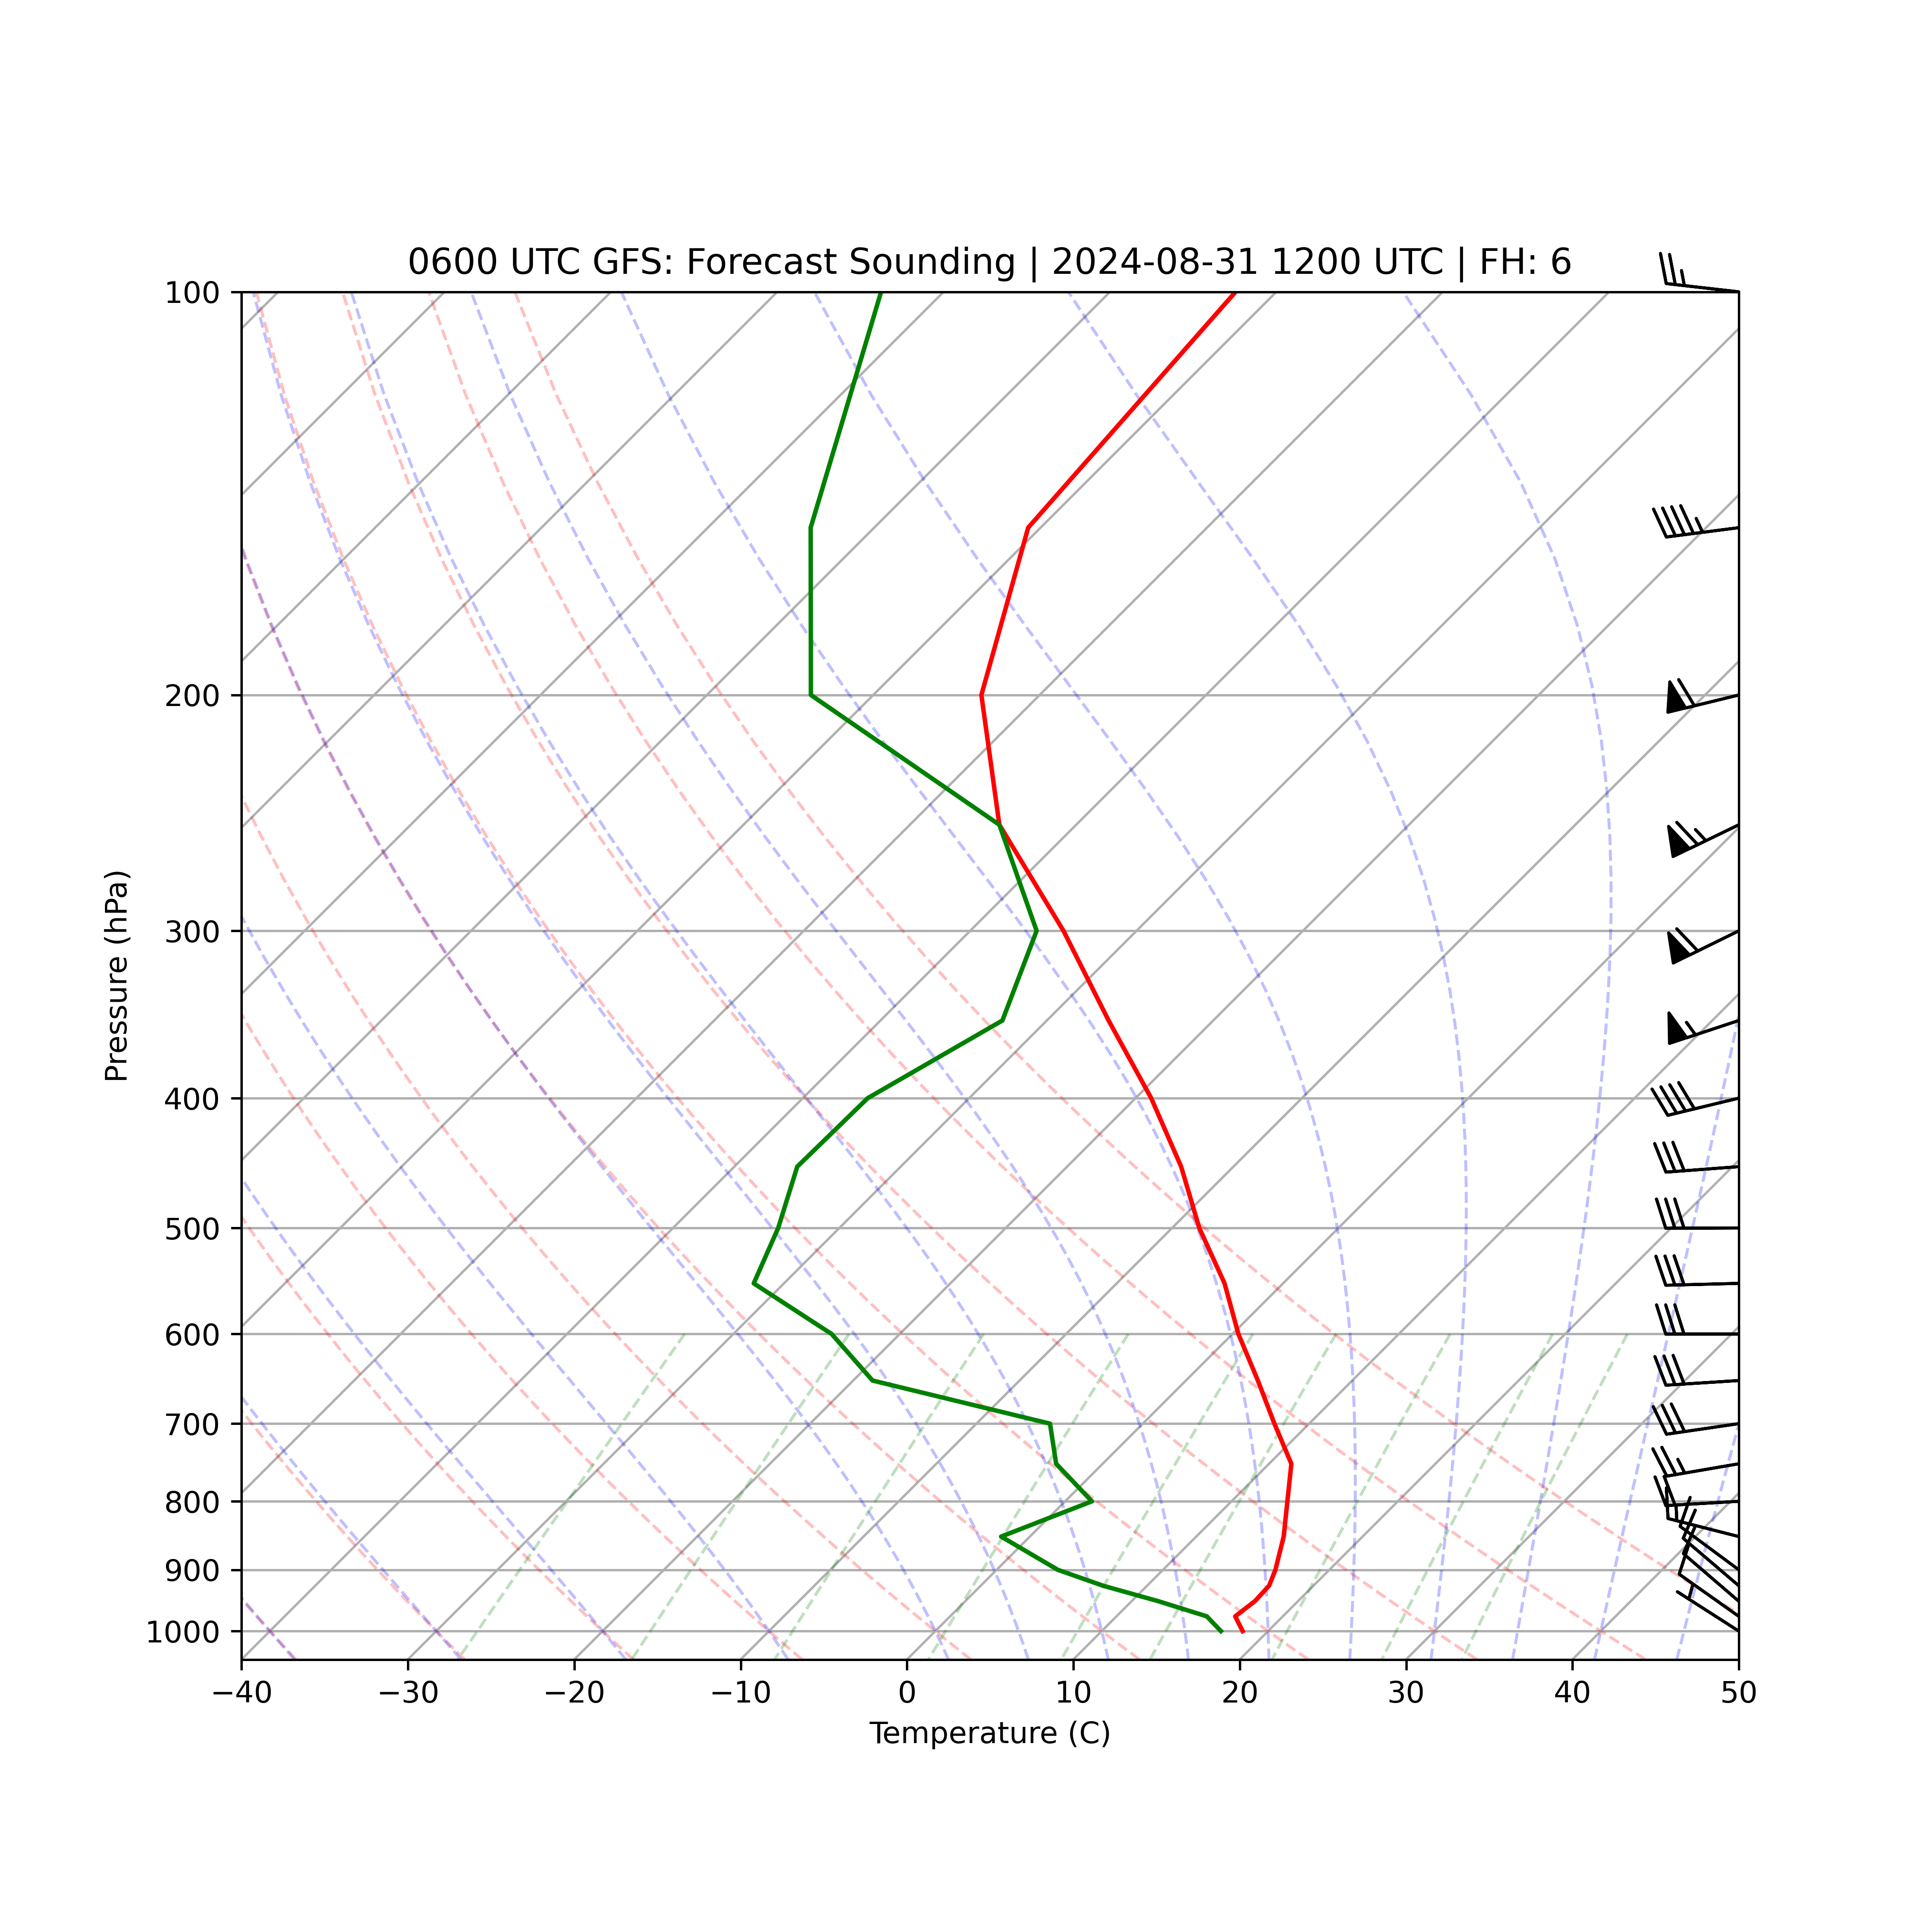 0600 UTC GFS: Forecast Sounding | 2024-08-31 1200 UTC | FH: 6
100
200
300
400
500
600
700
800
900
1000
Pressure (hPa)
−40 −30 −20 −10 0 10 20 30 40 50
Temperature (C)